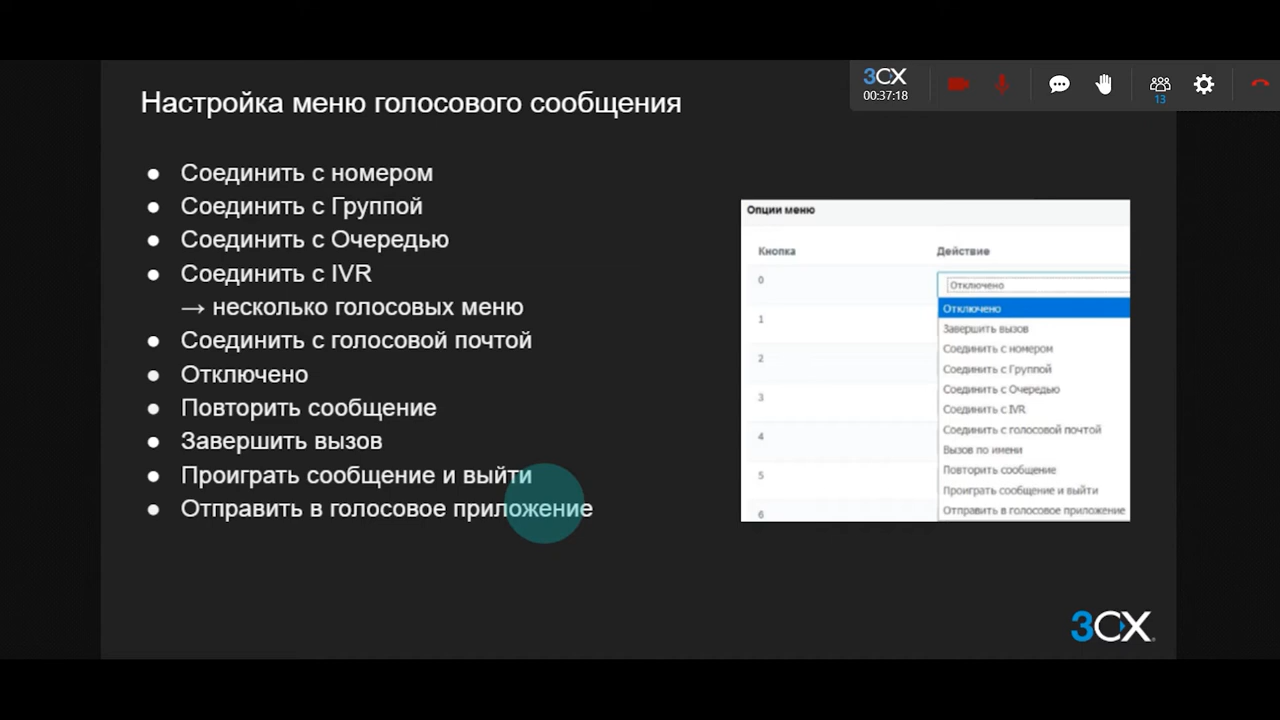 3CX
00:37:18
13
Настройка меню голосового сообщения
● Соединить с номером
● Соединить с Группой
● Соединить с Очередью
● Соединить с IVR
→ несколько голосовых меню
● Соединить с голосовой почтой
● Отключено
● Повторить сообщение
● Завершить вызов
● Проиграть сообщение и выйти
● Отправить в голосовое приложение
Опции меню
Кнопка Действие
0 Отключено
Отключено
1
Завершить вызов
Соединить с номером
2
Соединить с Группой
Соединить с Очередью
3
Соединить с IVR
4
Соединить с голосовой почтой
Вызов по имени
5
Повторить сообщение
Проиграть сообщение и выйти
6
Отправить в голосовое приложение
3CX